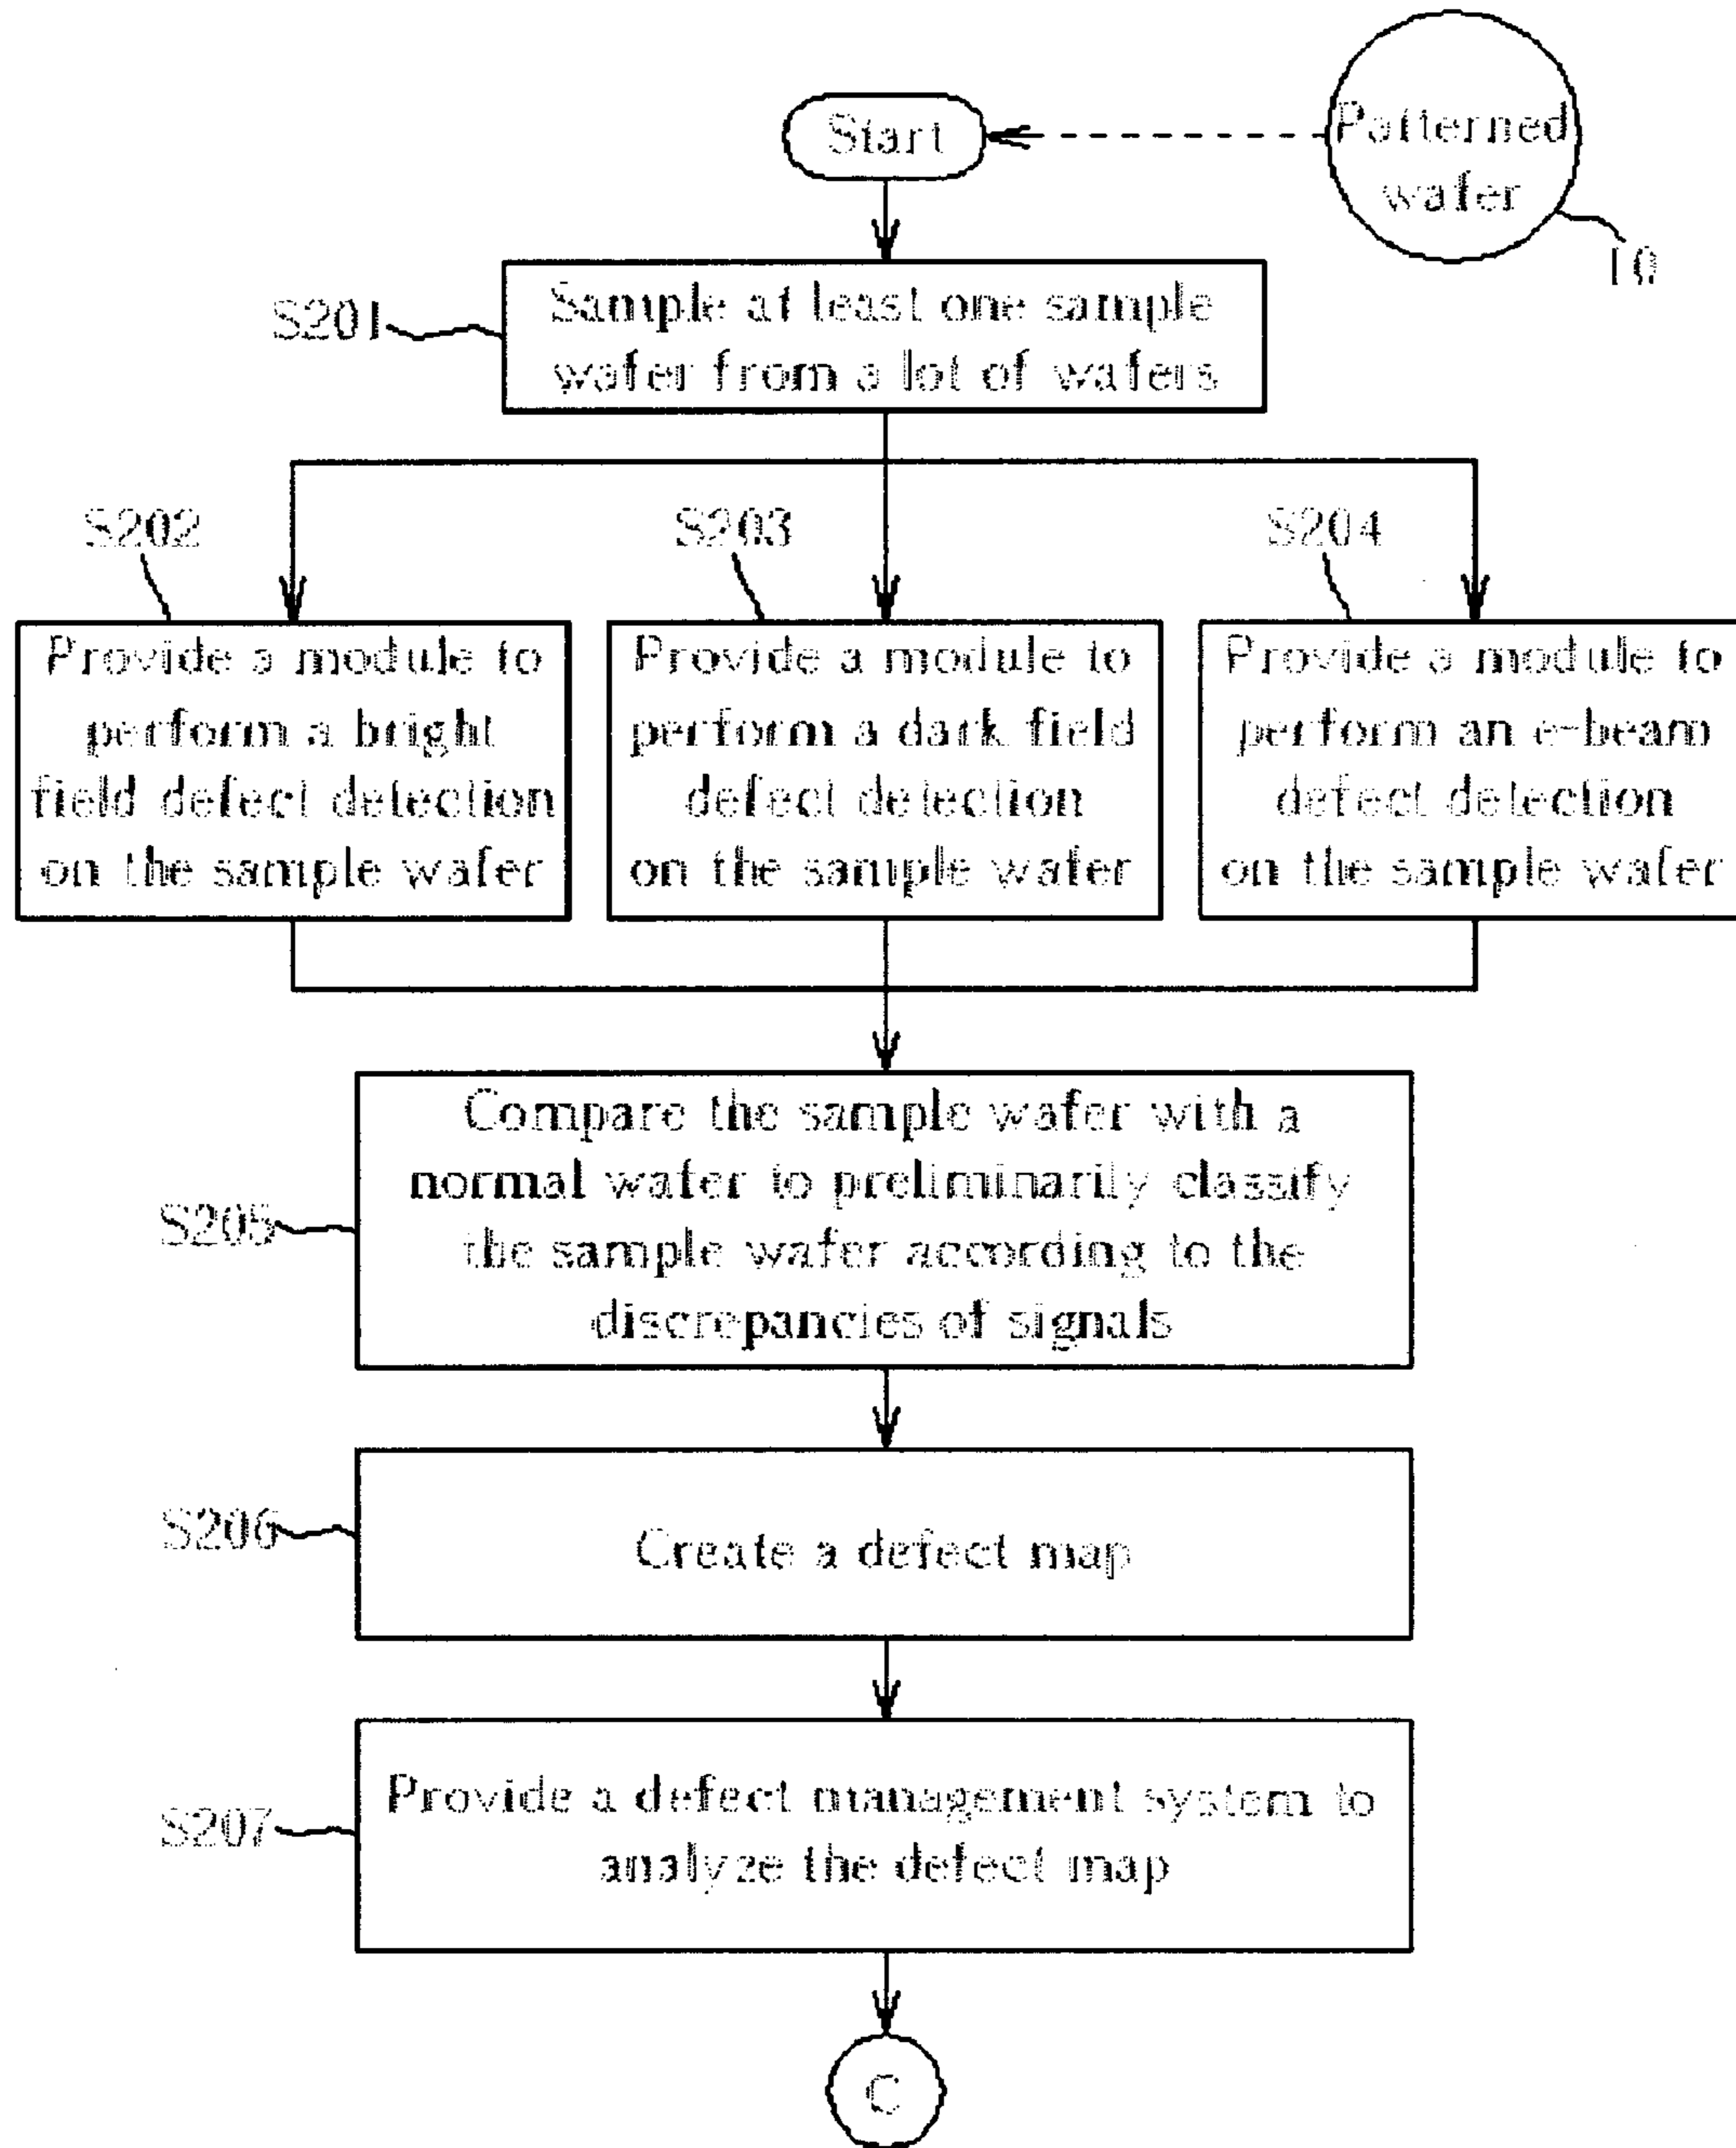 Start
Patterned
wafer
10
S201
Sample at least one sample
wafer from a lot of wafers
S202
S203
S204
Provide a module to
perform a bright
field defect detection
on the sample wafer
Provide a module to
perform a dark field
defect detection
on the sample wafer
Provide a module to
perform an e-beam
defect detection
on the sample wafer
S205
Compare the sample wafer with a
normal wafer to preliminarily classify
the sample wafer according to the
discrepancies of signals
S206
Create a defect map
S207
Provide a defect management system to
analyze the defect map
C